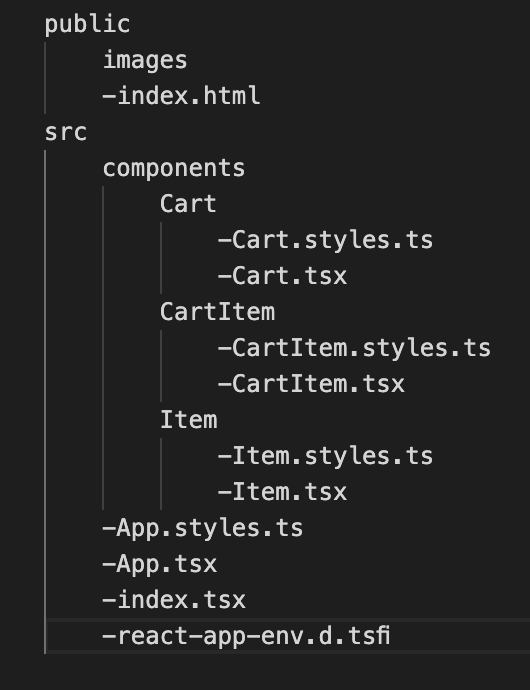 public
images
-index.html
src
components
Cart
-Cart.styles.ts
-Cart.tsx
CartItem
-CartItem.styles.ts
-CartItem.tsx
Item
-Item.styles.ts
-Item.tsx
-App.styles.ts
-App.tsx
-index.tsx
-react-app-env.d.tsfi